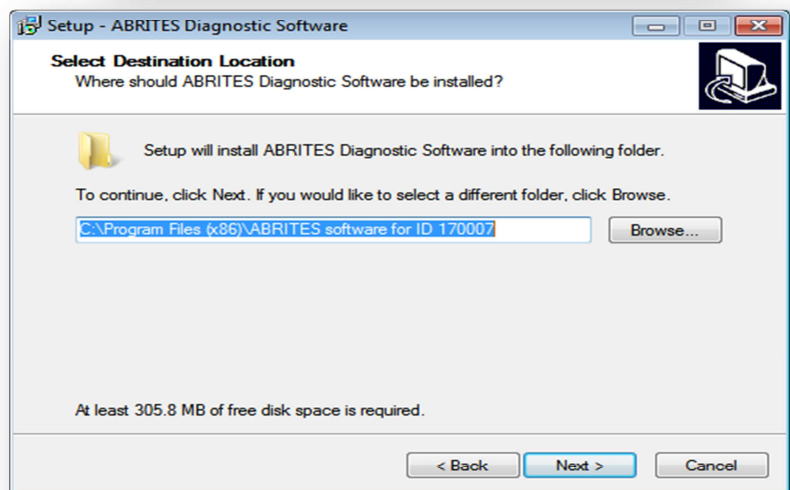 Setup - ABRITES Diagnostic Software
Select Destination Location
Where should ABRITES Diagnostic Software be installed?
Setup will install ABRITES Diagnostic Software into the following folder.
To continue, click Next. If you would like to select a different folder, click Browse.
C:\Program Files (x86)\ABRITES software for ID 170007
Browse...
At least 305.8 MB of free disk space is required.
< Back
Next >
Cancel